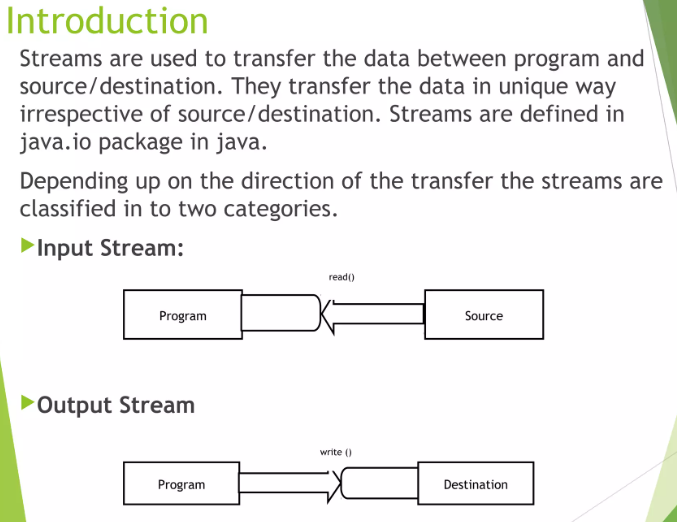 Introduction
Streams are used to transfer the data between program and
source/destination. They transfer the data in unique way
irrespective of source/destination. Streams are defined in
java.io package in java.
Depending up on the direction of the transfer the streams are
classified in to two categories.
Input Stream:
read()
Program
Source
Output Stream
write ()
Program
Destination